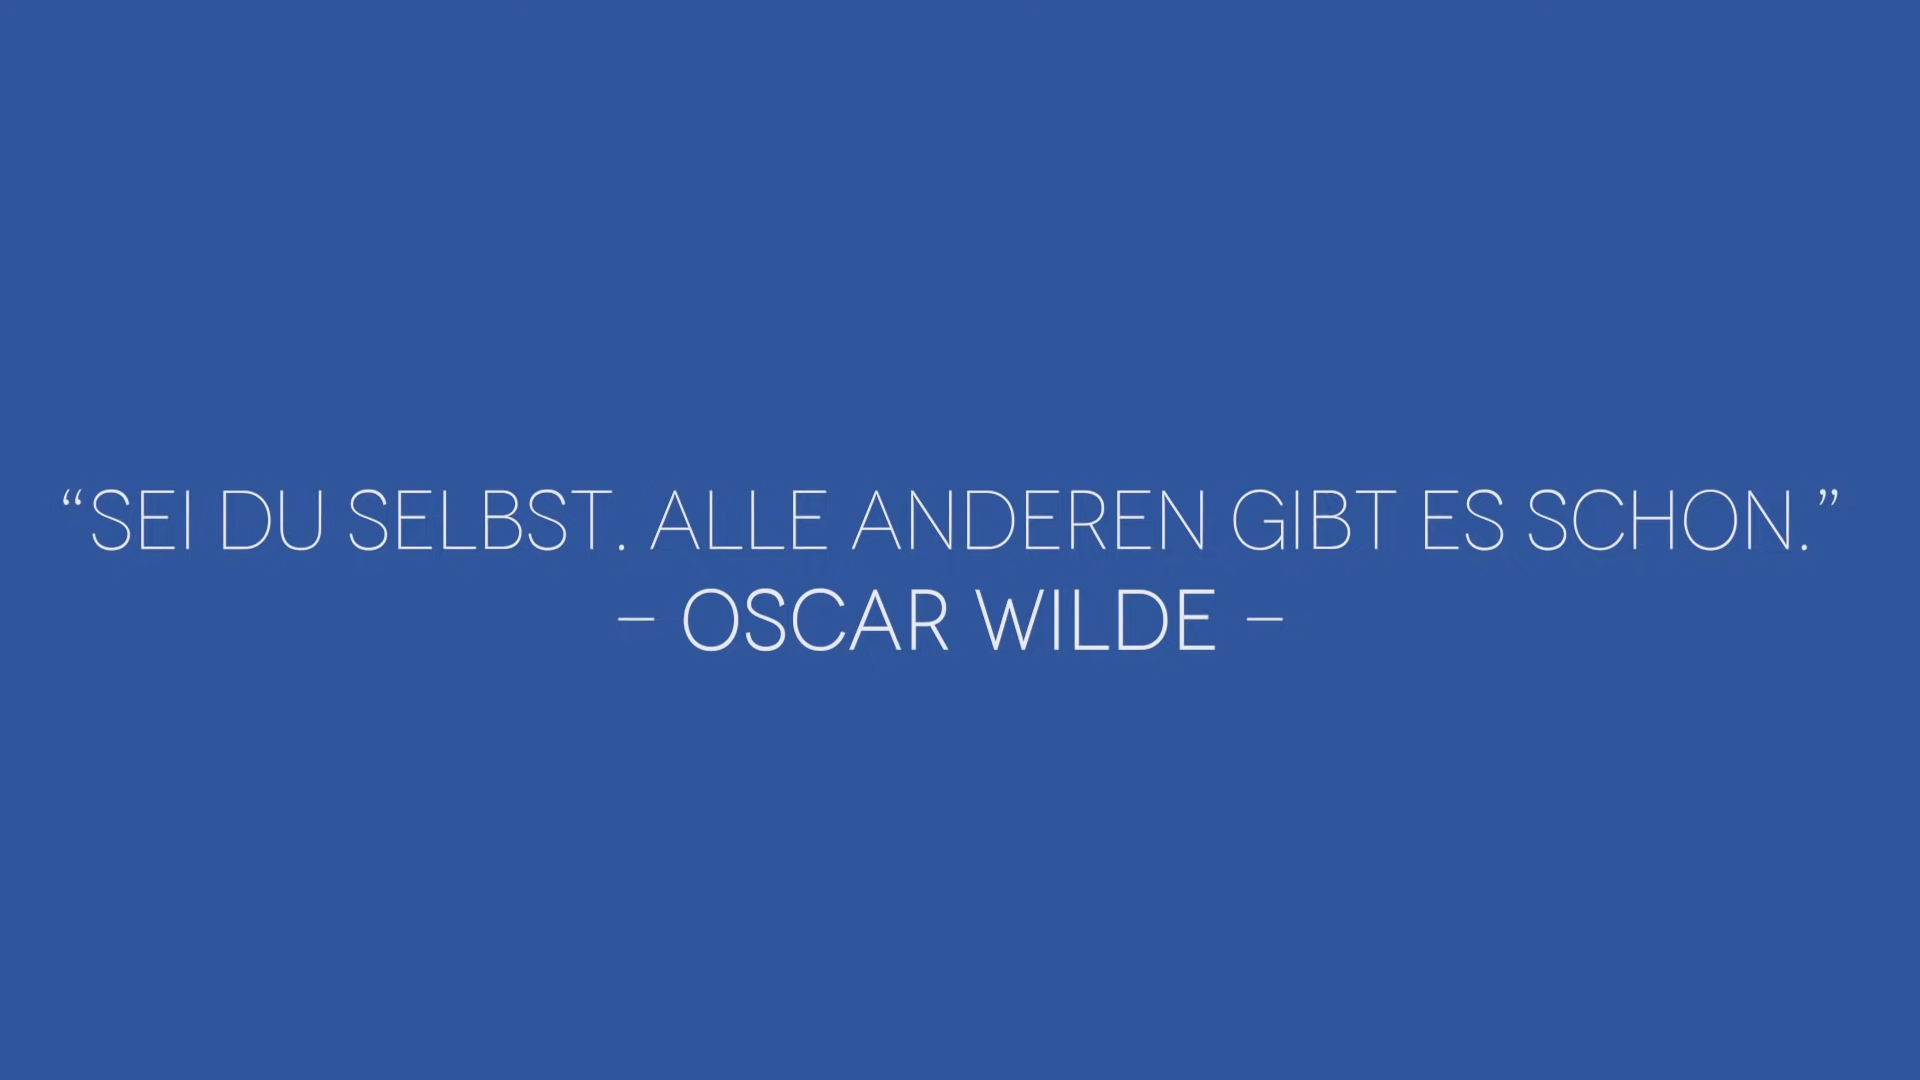 “SEI DU SELBST. ALLE ANDEREN GIBT ES SCHON.”
– OSCAR WILDE –